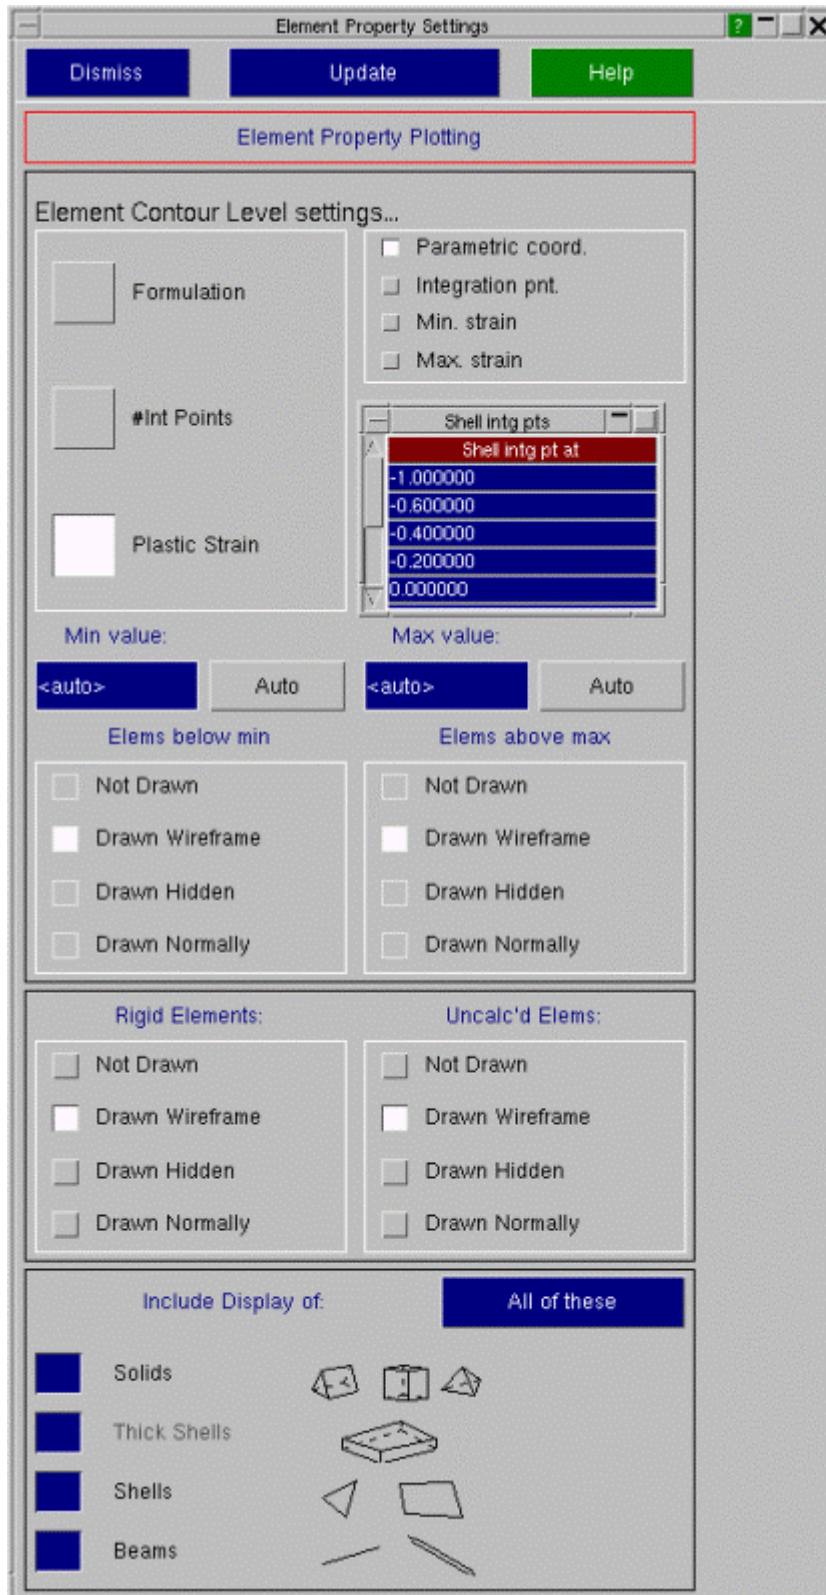 Element Property Settings ?
Dismiss Update Help
Element Property Plotting
Element Contour Level settings...
Formulation
#Int Points
Plastic Strain
Parametric coord.
Integration pnt.
Min. strain
Max. strain
Shell intg pts
Shell intg pt at
-1.000000
-0.600000
-0.400000
-0.200000
0.000000
Min value: Max value:
<auto> Auto <auto> Auto
Elems below min Elems above max
Not Drawn Not Drawn
Drawn Wireframe Drawn Wireframe
Drawn Hidden Drawn Hidden
Drawn Normally Drawn Normally
Rigid Elements: Uncalc'd Elems:
Not Drawn Not Drawn
Drawn Wireframe Drawn Wireframe
Drawn Hidden Drawn Hidden
Drawn Normally Drawn Normally
Include Display of: All of these
Solids
Thick Shells
Shells
Beams